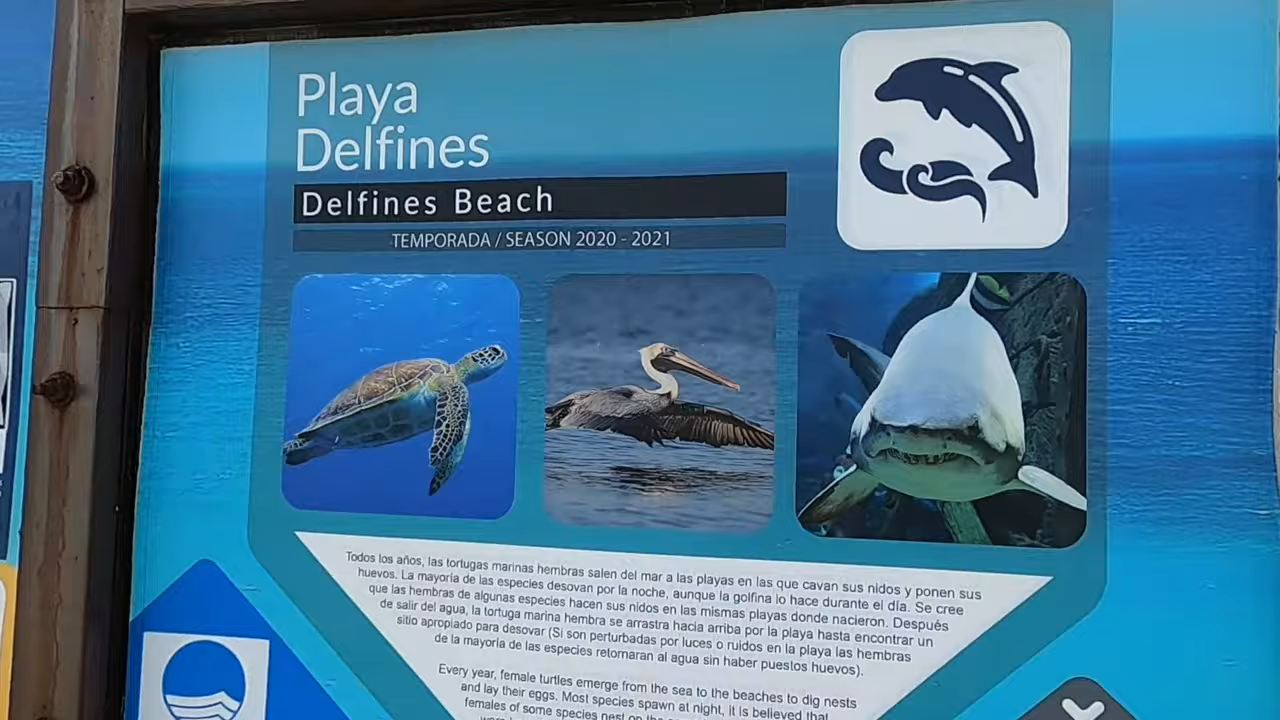 Playa
Delfines
Delfines Beach
TEMPORADA / SEASON 2020 - 2021
Todos los años, las tortugas marinas hembras salen del mar a las playas en las que cavan sus nidos y ponen sus
huevos. La mayoría de las especies desovan por la noche, aunque la golfina lo hace durante el día. Se cree
que las hembras de algunas especies hacen sus nidos en las mismas playas donde nacieron. Después
de salir del agua, la tortuga marina hembra se arrastra hacia arriba por la playa hasta encontrar un
sitio apropiado para desovar (Si son perturbadas por luces o ruidos en la playa las hembras
de la mayoría de las especies retornaran al agua sin haber puestos huevos).
Every year, female turtles emerge from the sea to the beaches to dig nests
and lay their eggs. Most species spawn at night, it is believed that
females of some species nest on the